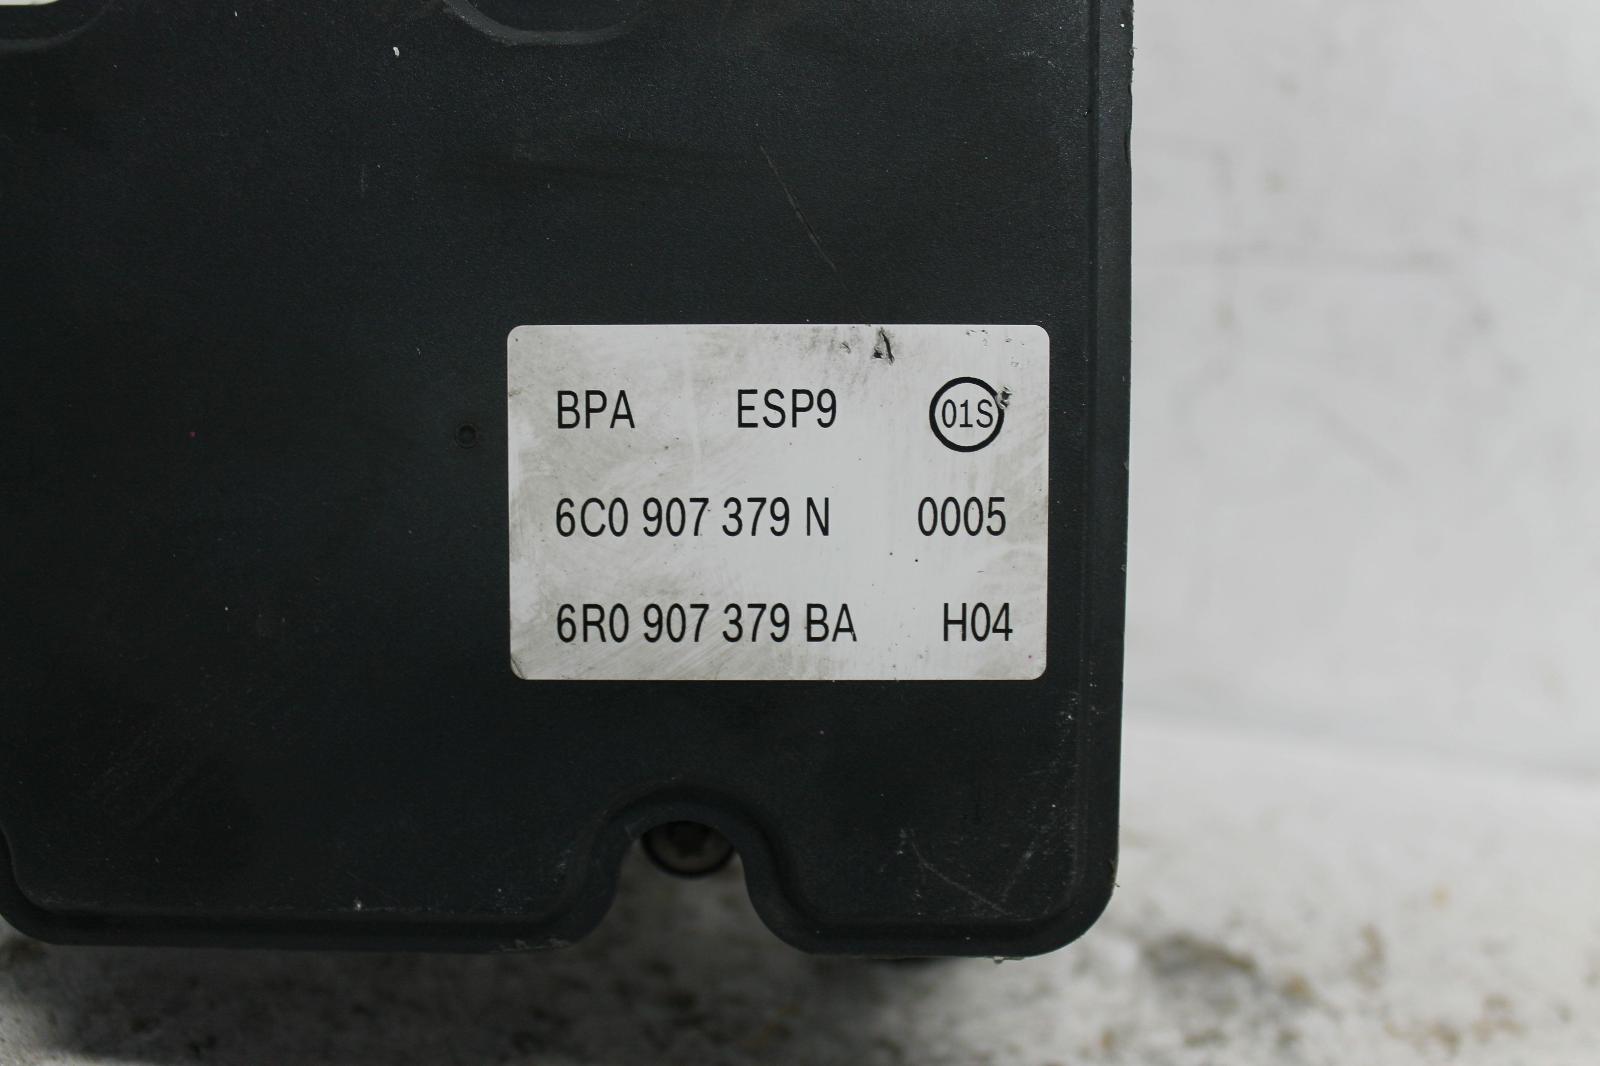 BPA ESP9 01S
6C0 907 379 N 0005
6R0 907 379 BA H04